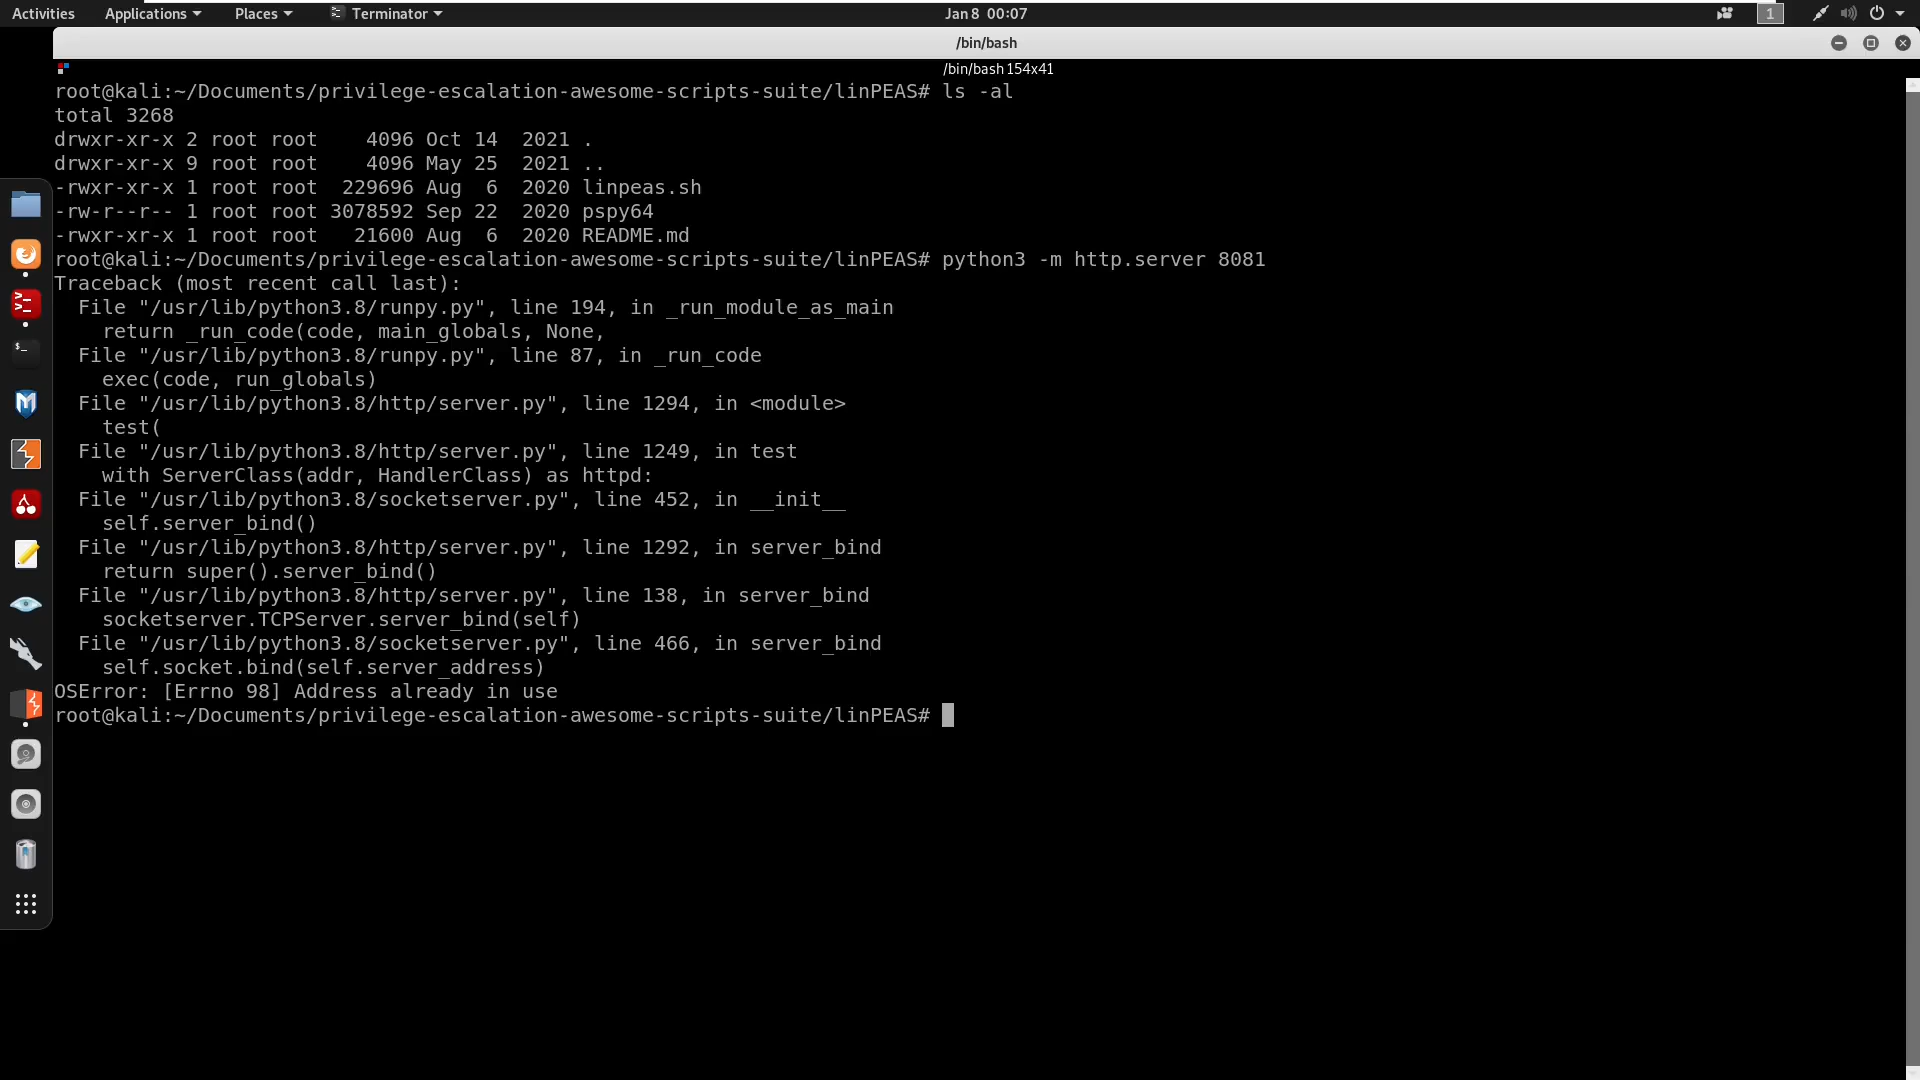 Activities Applications Places Terminator Jan 8 00:07 1
/bin/bash
/bin/bash 154x41
root@kali:~/Documents/privilege-escalation-awesome-scripts-suite/linPEAS# ls -al
total 3268
drwxr-xr-x 2 root root    4096 Oct 14  2021 .
drwxr-xr-x 9 root root    4096 May 25  2021 ..
-rwxr-xr-x 1 root root  229696 Aug  6  2020 linpeas.sh
-rw-r--r-- 1 root root 3078592 Sep 22  2020 pspy64
-rwxr-xr-x 1 root root   21600 Aug  6  2020 README.md
root@kali:~/Documents/privilege-escalation-awesome-scripts-suite/linPEAS# python3 -m http.server 8081
Traceback (most recent call last):
  File "/usr/lib/python3.8/runpy.py", line 194, in _run_module_as_main
    return _run_code(code, main_globals, None,
  File "/usr/lib/python3.8/runpy.py", line 87, in _run_code
    exec(code, run_globals)
  File "/usr/lib/python3.8/http/server.py", line 1294, in <module>
    test(
  File "/usr/lib/python3.8/http/server.py", line 1249, in test
    with ServerClass(addr, HandlerClass) as httpd:
  File "/usr/lib/python3.8/socketserver.py", line 452, in __init__
    self.server_bind()
  File "/usr/lib/python3.8/http/server.py", line 1292, in server_bind
    return super().server_bind()
  File "/usr/lib/python3.8/http/server.py", line 138, in server_bind
    socketserver.TCPServer.server_bind(self)
  File "/usr/lib/python3.8/socketserver.py", line 466, in server_bind
    self.socket.bind(self.server_address)
OSError: [Errno 98] Address already in use
root@kali:~/Documents/privilege-escalation-awesome-scripts-suite/linPEAS#